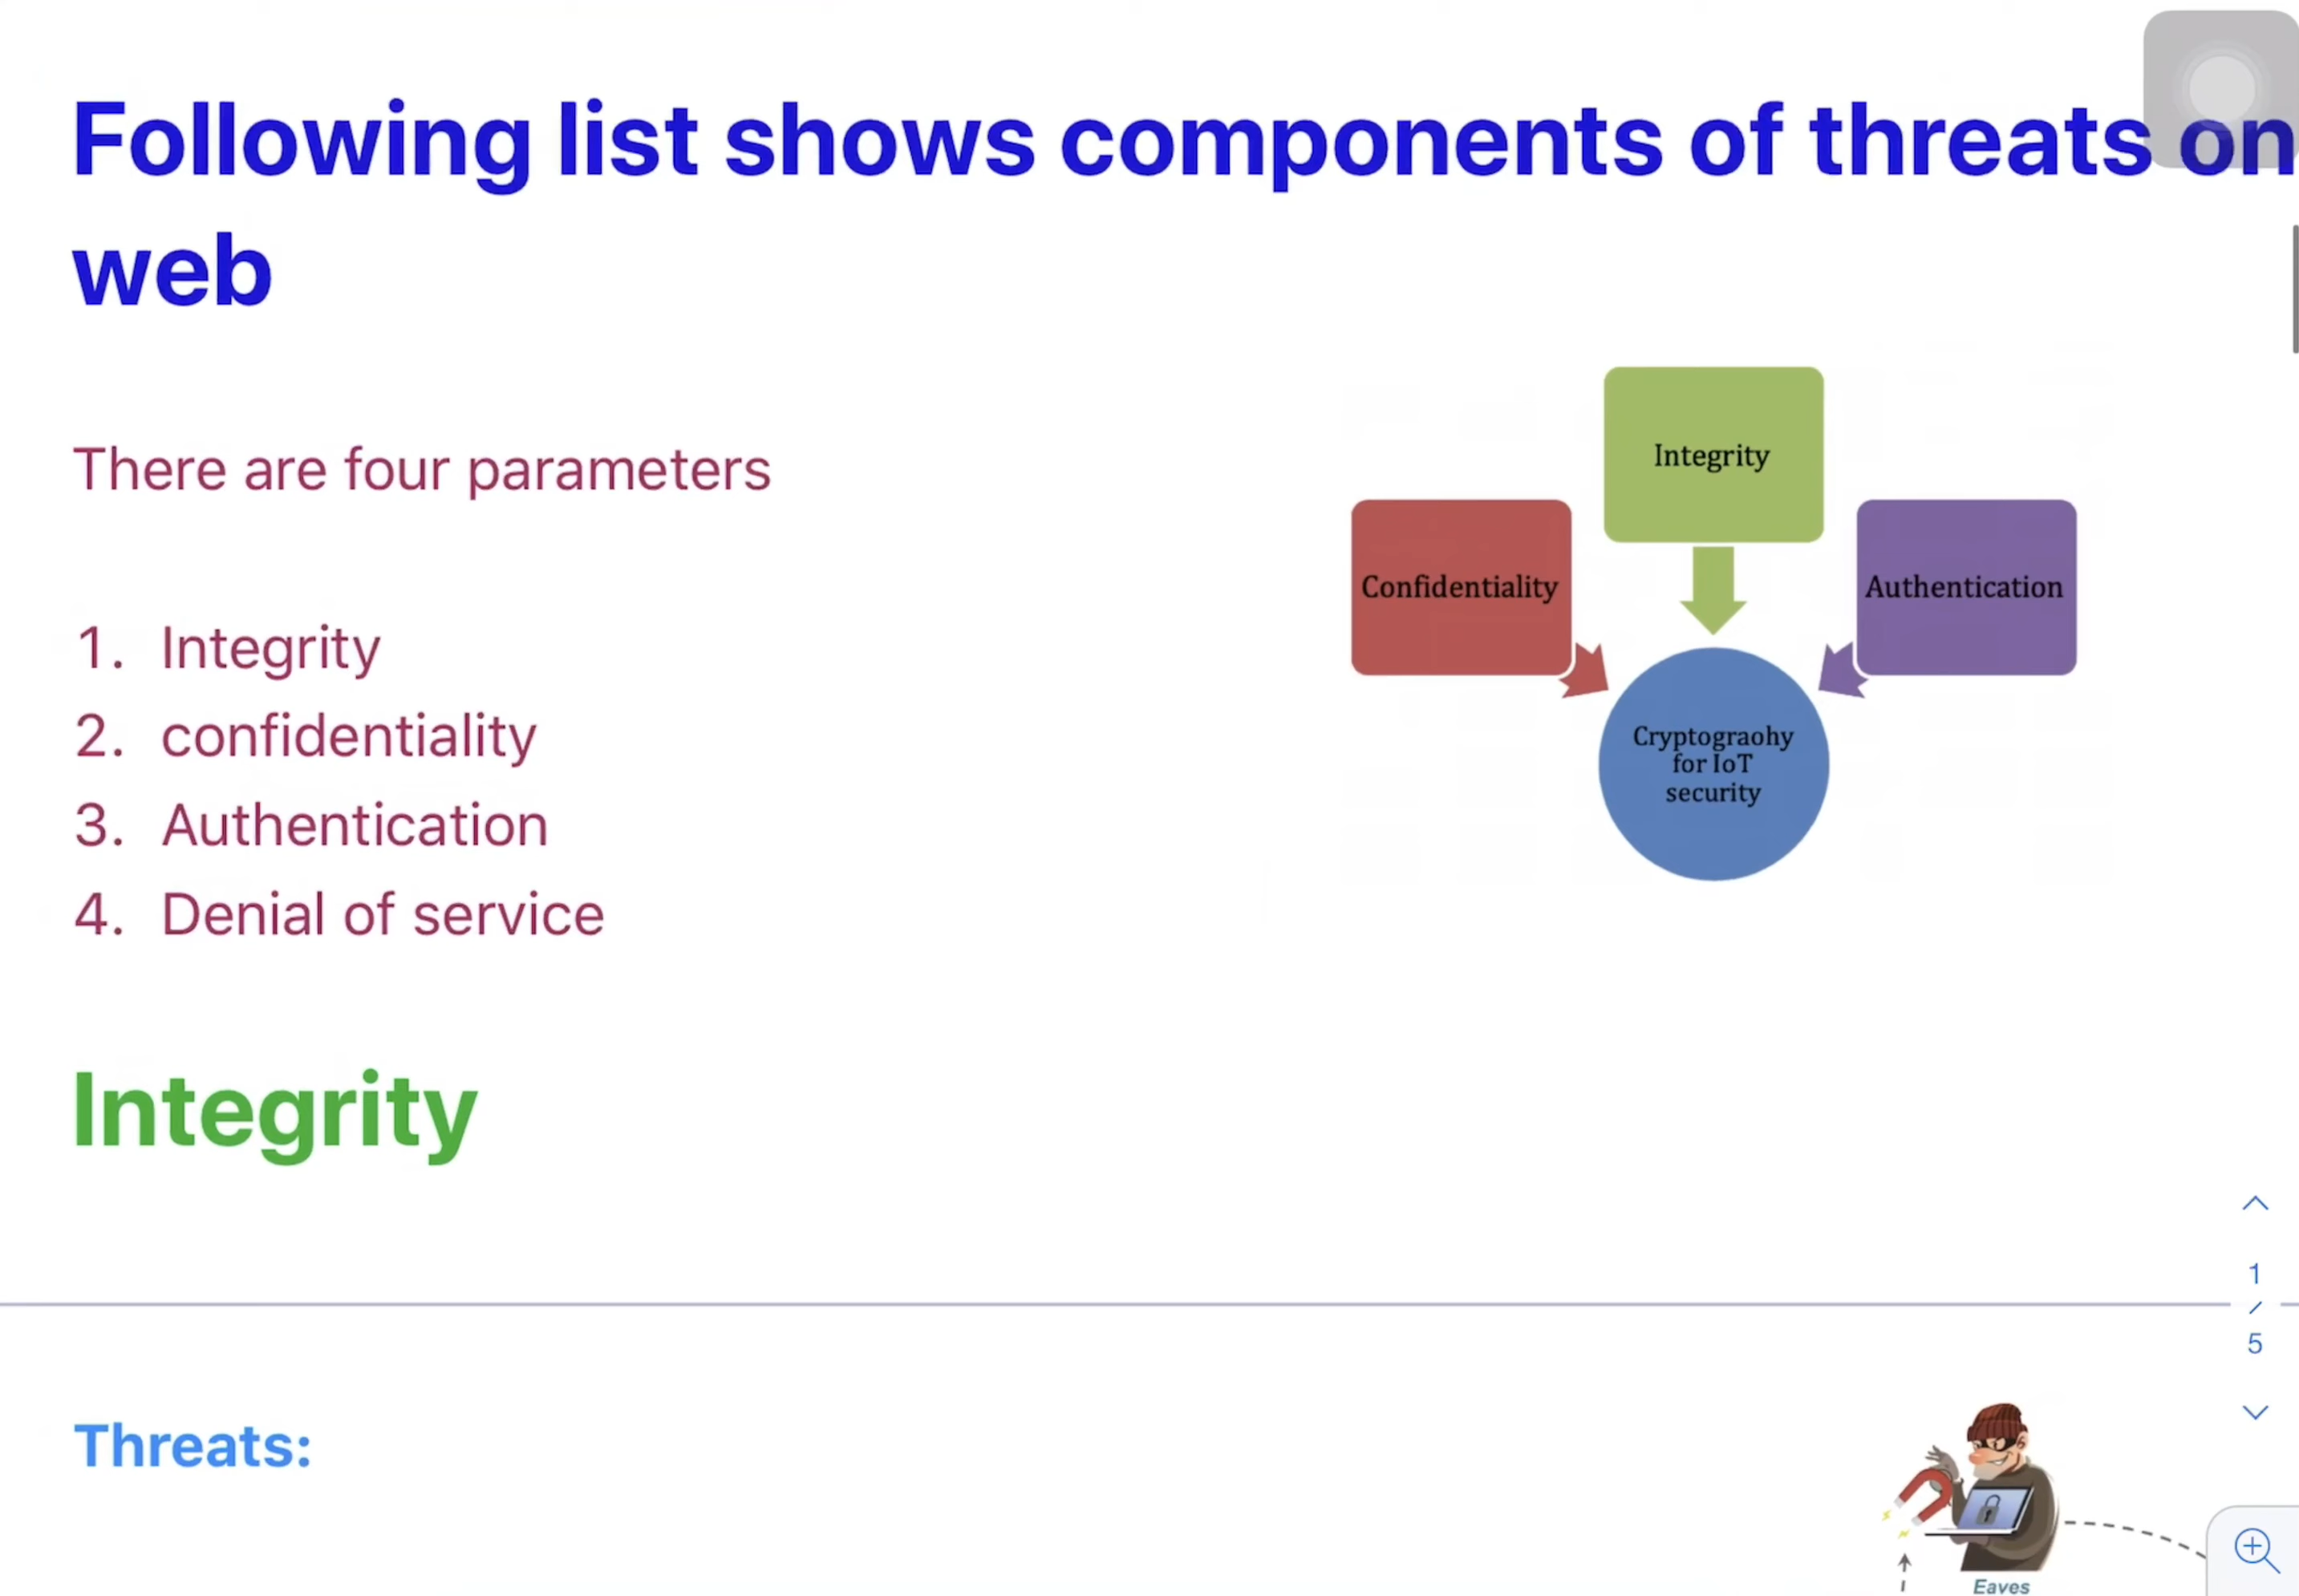 Following list shows components of threats on
web
There are four parameters
1. Integrity
2. confidentiality
3. Authentication
4. Denial of service
Integrity
Confidentiality
Authentication
Cryptograohy
for IoT
security
Integrity
1
/
5
Threats:
Eaves